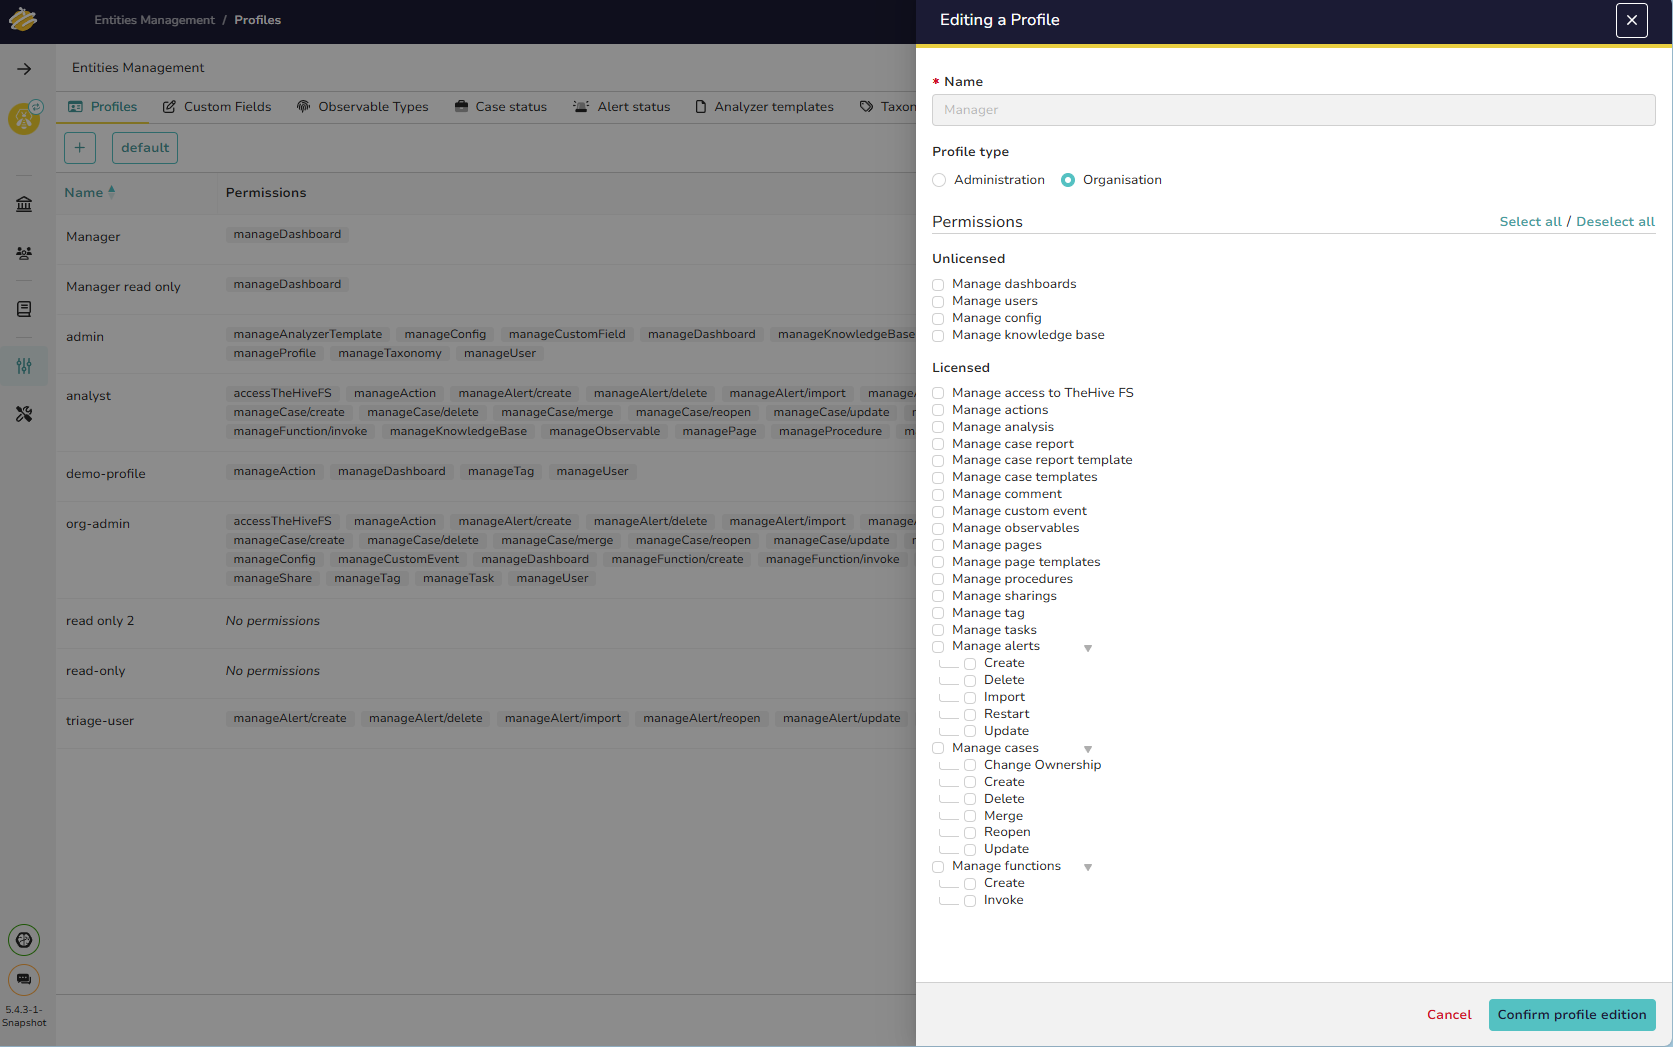 Entities Management / Profiles
Entities Management
Profiles Custom Fields Observable Types Case status Alert status Analyzer templates Taxon
+ default
Name Permissions
Manager manageDashboard
Manager read only manageDashboard
admin manageAnalyzerTemplate manageConfig manageCustomField manageDashboard manageKnowledgeBase
manageProfile manageTaxonomy manageUser
analyst accessTheHiveFS manageAction manageAlert/create manageAlert/delete manageAlert/import manageA
manageCase/create manageCase/delete manageCase/merge manageCase/reopen manageCase/update
manageFunction/invoke manageKnowledgeBase manageObservable managePage manageProcedure m
demo-profile manageAction manageDashboard manageTag manageUser
org-admin accessTheHiveFS manageAction manageAlert/create manageAlert/delete manageAlert/import manageA
manageCase/create manageCase/delete manageCase/merge manageCase/reopen manageCase/update
manageConfig manageCustomEvent manageDashboard manageFunction/create manageFunction/invoke
manageShare manageTag manageTask manageUser
read only 2 No permissions
read-only No permissions
triage-user manageAlert/create manageAlert/delete manageAlert/import manageAlert/reopen manageAlert/update
5.4.3-1-
Snapshot
Editing a Profile
* Name
Manager
Profile type
Administration Organisation
Permissions Select all / Deselect all
Unlicensed
Manage dashboards
Manage users
Manage config
Manage knowledge base
Licensed
Manage access to TheHive FS
Manage actions
Manage analysis
Manage case report
Manage case report template
Manage case templates
Manage comment
Manage custom event
Manage observables
Manage pages
Manage page templates
Manage procedures
Manage sharings
Manage tag
Manage tasks
Manage alerts
Create
Delete
Import
Restart
Update
Manage cases
Change Ownership
Create
Delete
Merge
Reopen
Update
Manage functions
Create
Invoke
Cancel Confirm profile edition